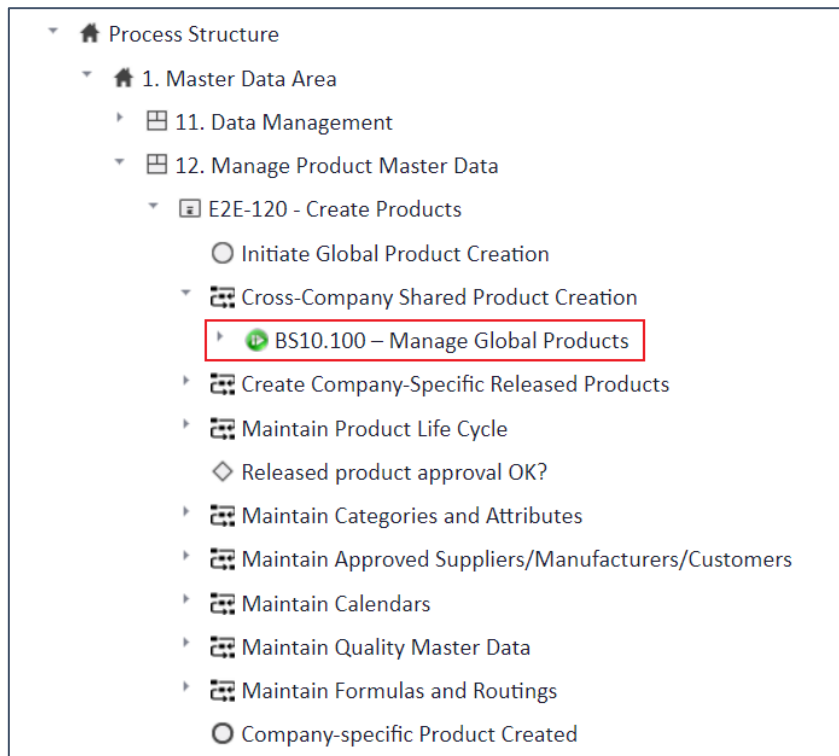 Process Structure
1. Master Data Area
11. Data Management
12. Manage Product Master Data
E2E-120 - Create Products
Initiate Global Product Creation
Cross-Company Shared Product Creation
BS10.100 – Manage Global Products
Create Company-Specific Released Products
Maintain Product Life Cycle
Released product approval OK?
Maintain Categories and Attributes
Maintain Approved Suppliers/Manufacturers/Customers
Maintain Calendars
Maintain Quality Master Data
Maintain Formulas and Routings
Company-specific Product Created